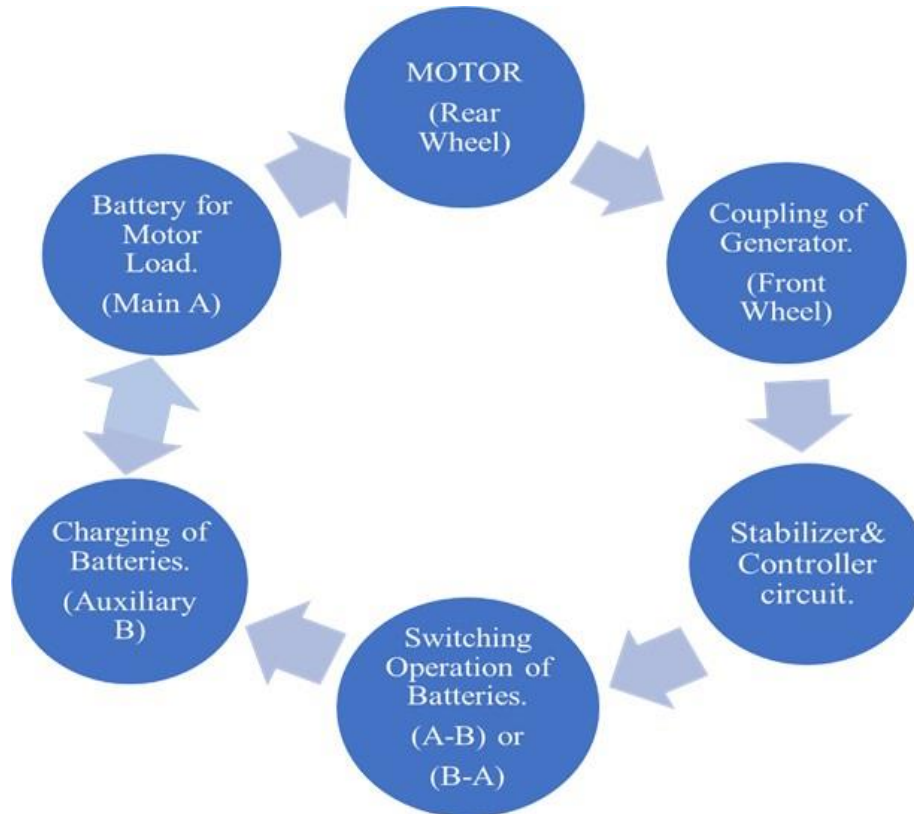 MOTOR
(Rear
Wheel)
Coupling of
Generator.
(Front
Wheel)
Stabilizer&
Controller
circuit.
Switching
Operation of
Batteries.
(A-B) or
(B-A)
Charging of
Batteries.
(Auxiliary
B)
Battery for
Motor
Load.
(Main A)